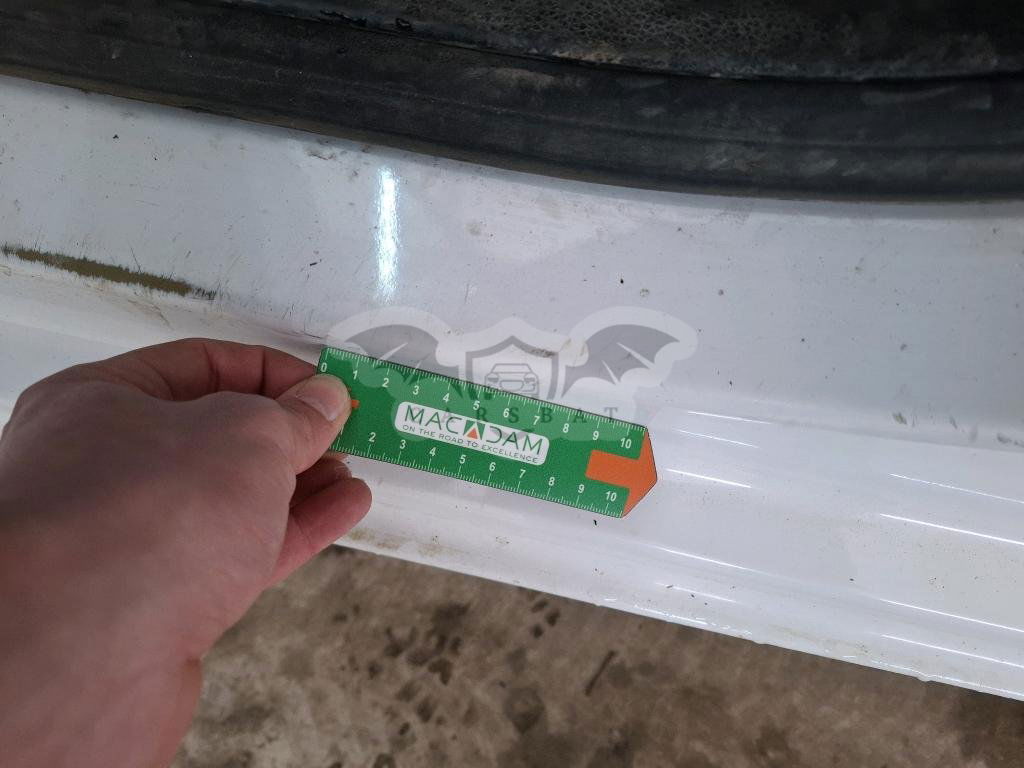 0 1 2 3 4 5 6 7 8 9 10
ARSBAT
MACADAM
ON THE ROAD TO EXCELLENCE
2 3 4 5 6 7 8 9 10